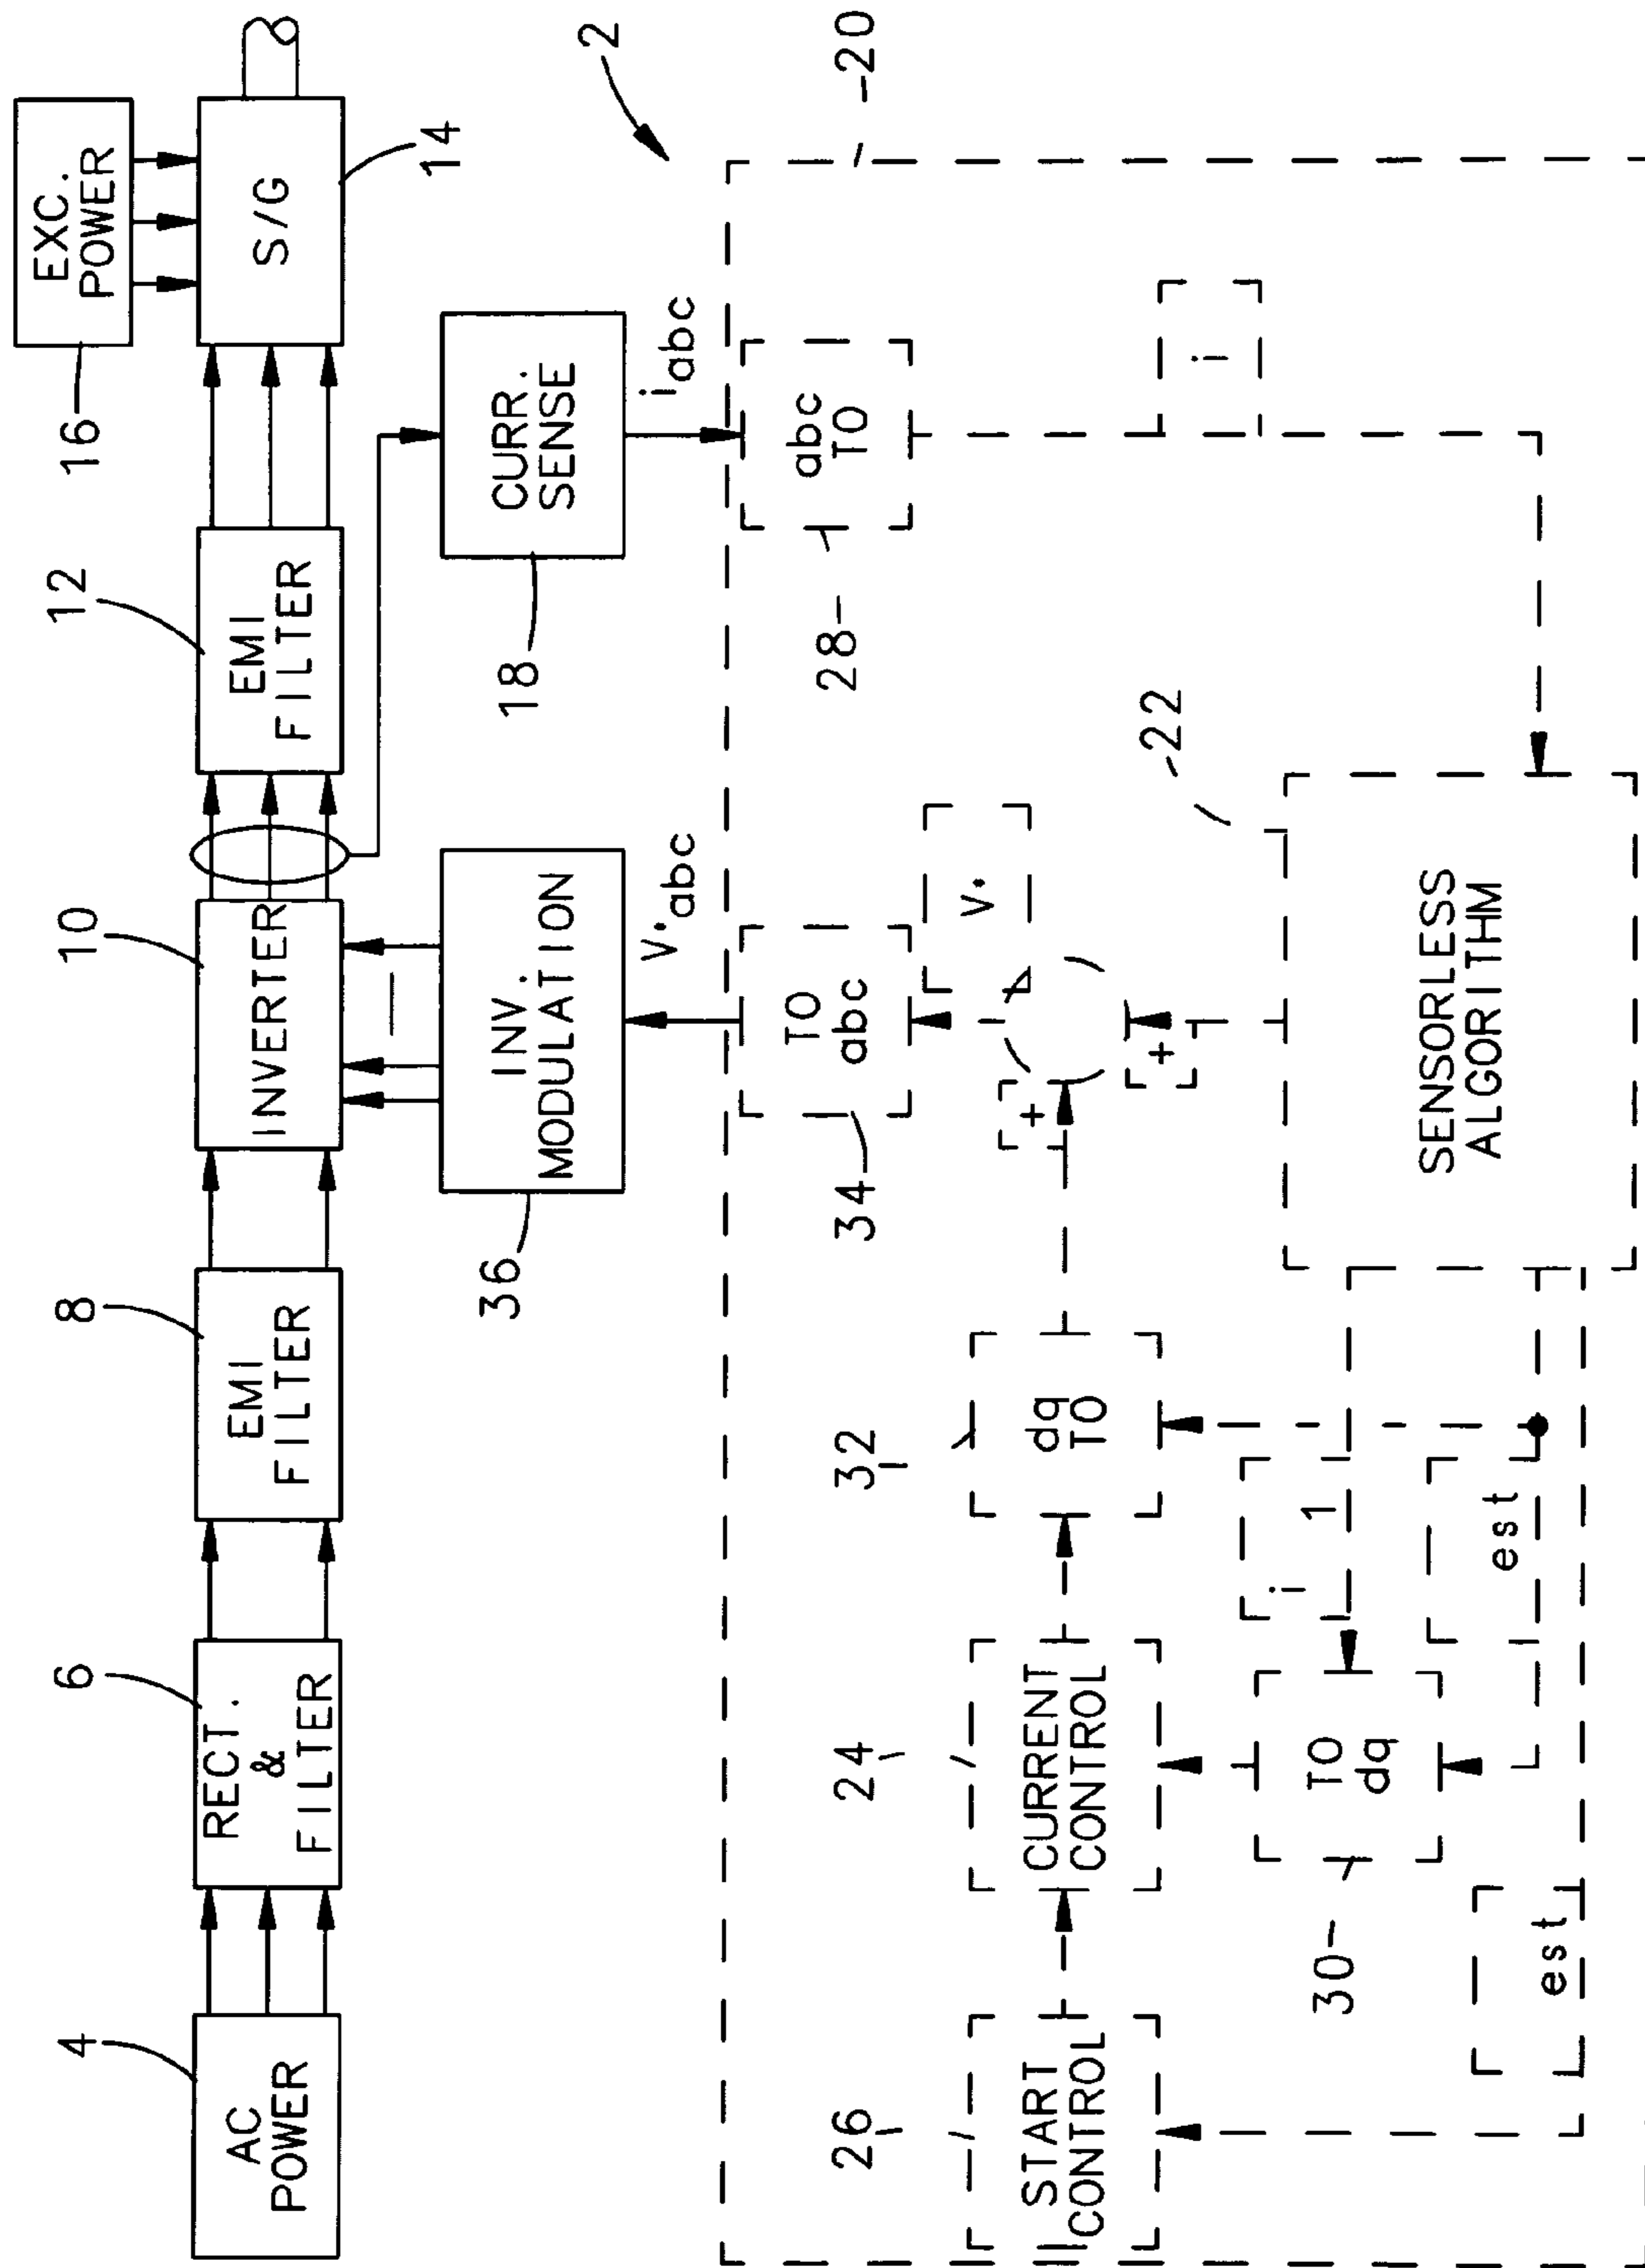 4
AC
POWER
6
RECT.
&
FILTER
8
EMI
FILTER
10
INVERTER
12
EMI
FILTER
16
EXC.
POWER
S/G
14
36
INV.
MODULATION
18
CURR.
SENSE
2
V•abc
iabc
20
34
TO
abc
V•
28
abc
TO
i
26
START
CONTROL
24
CURRENT
CONTROL
32
dq
TO
+
+
22
SENSORLESS
ALGORITHM
30
TO
dq
i 1
est
est